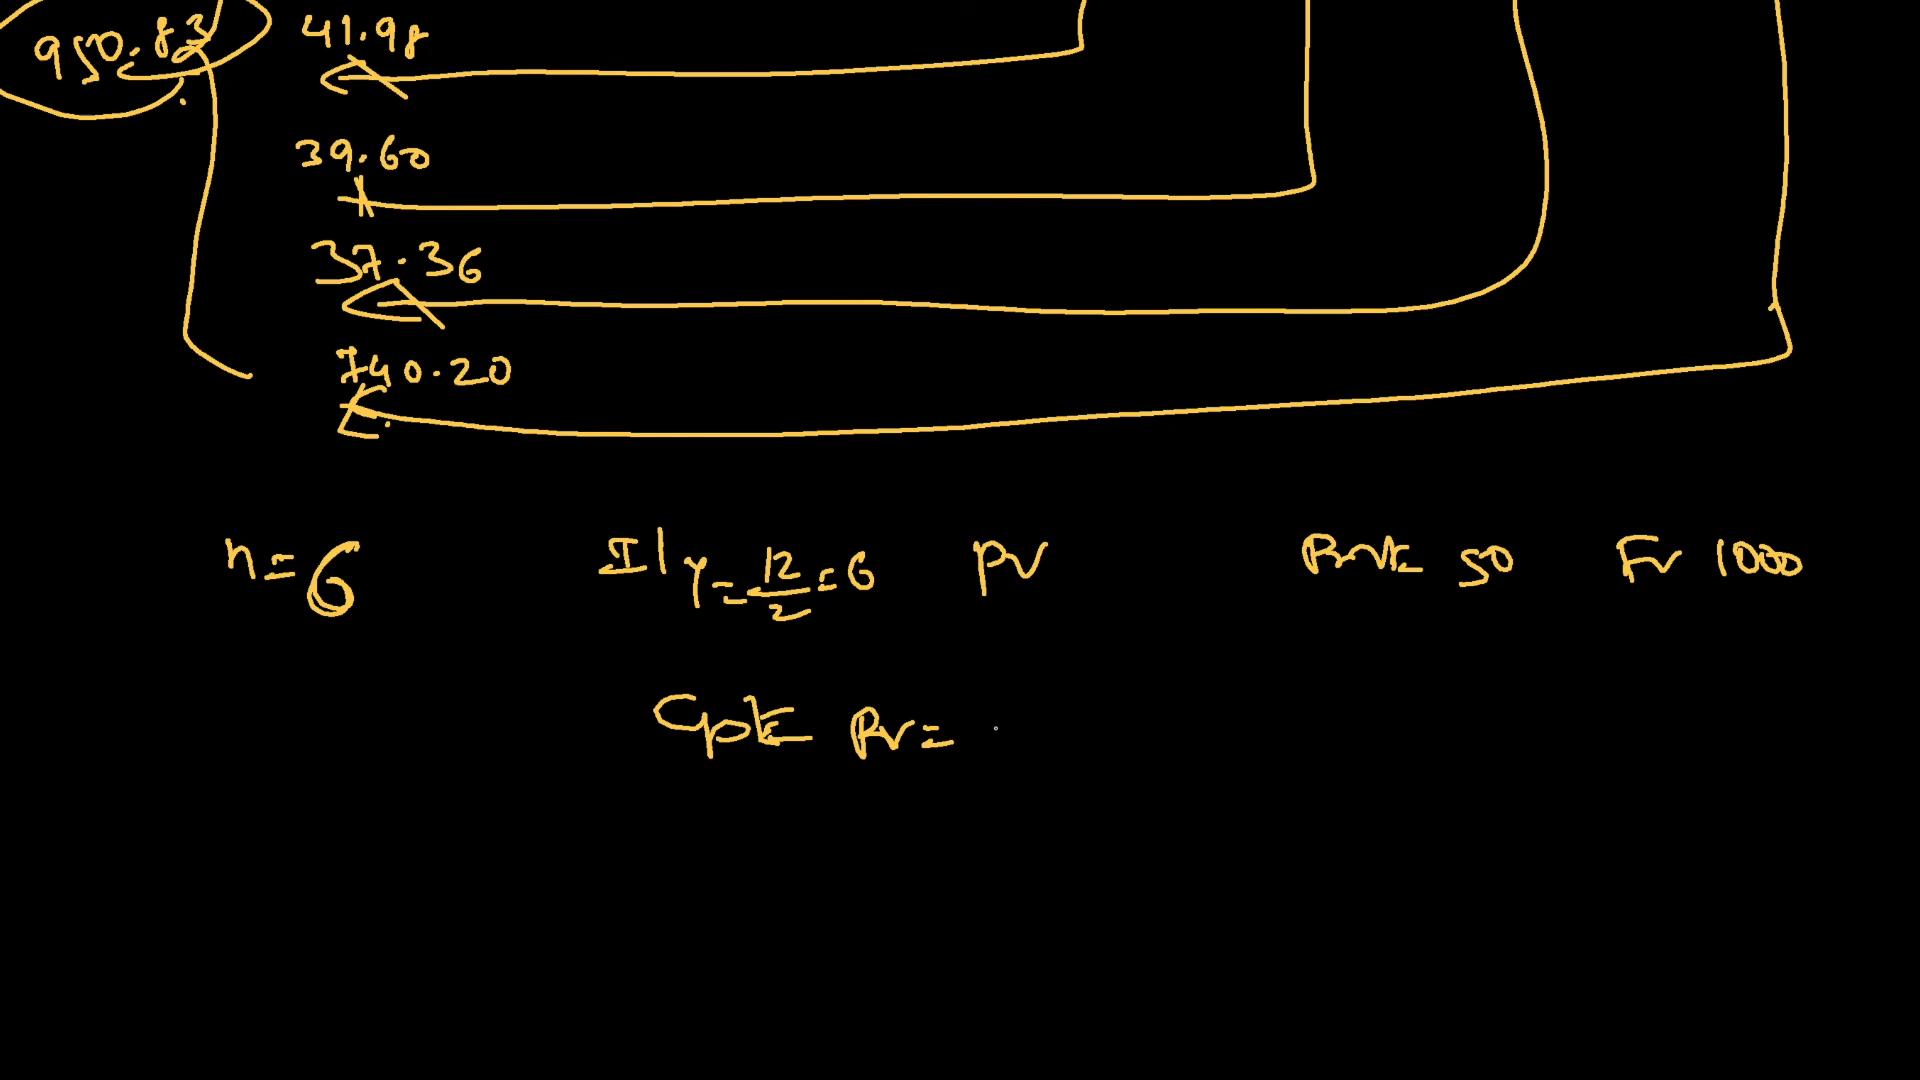 950.83 41.98
39.60
37.36
740.20
n=6 I/Y=12/2=6 PV PMT= 50 FV 1000
CPT PV=